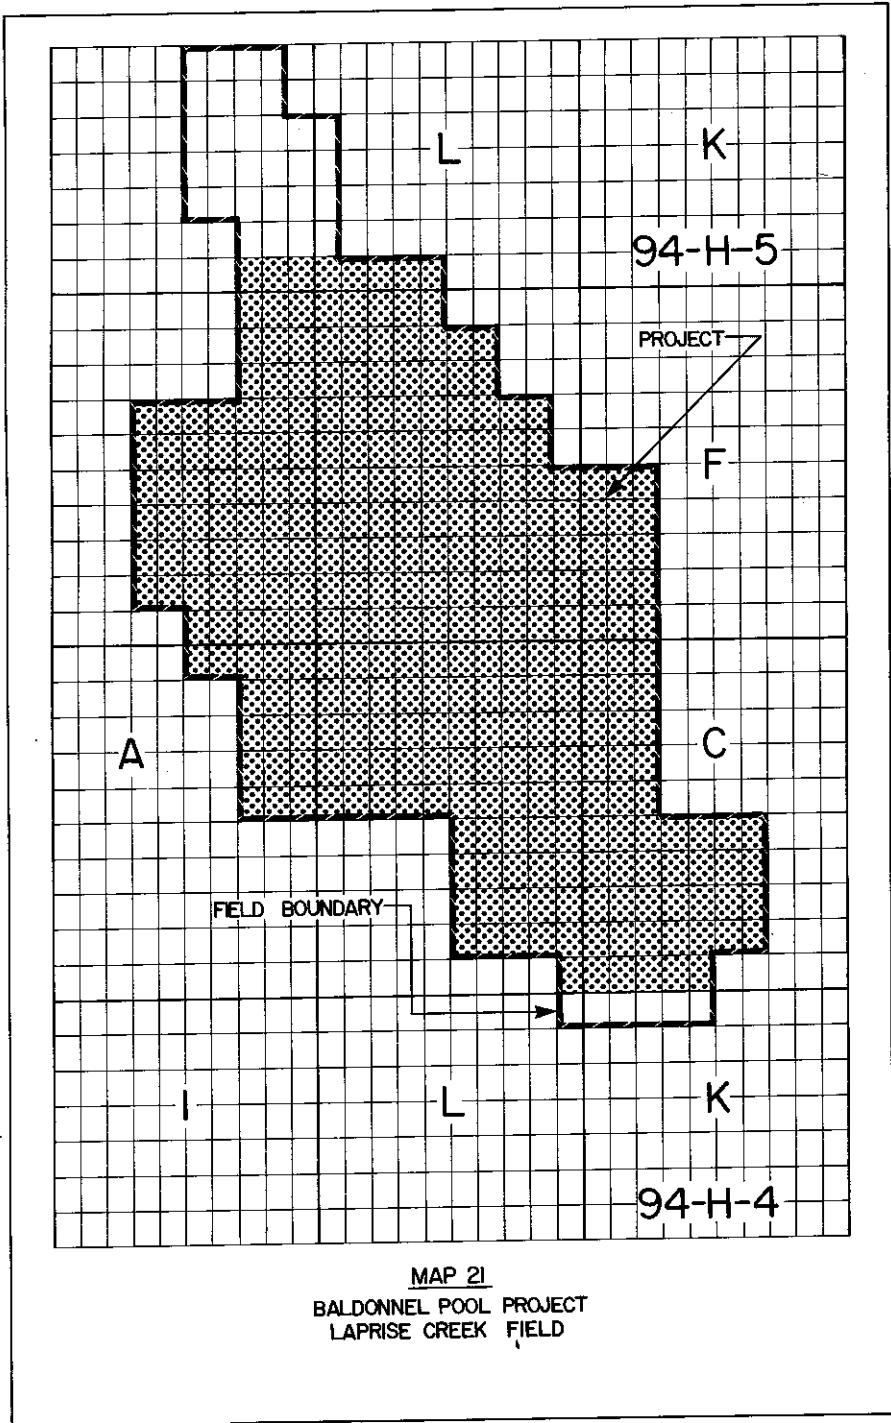 L K
94-H-5
PROJECT
F
A C
FIELD BOUNDARY
I L K
94-H-4
MAP 21
BALDONNEL POOL PROJECT
LAPRISE CREEK FIELD